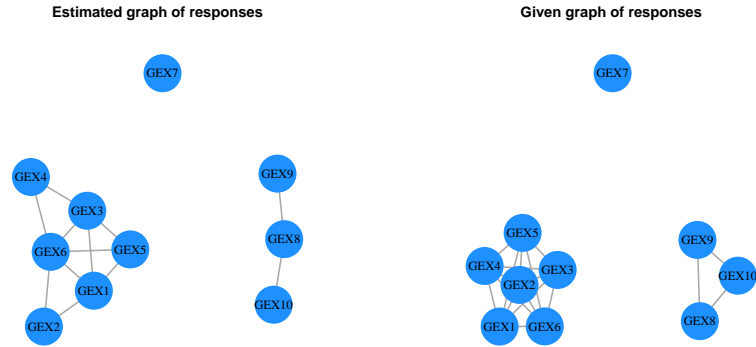 Estimated graph of responses
GEX7
GEX4
GEX3
GEX6
GEX5
GEX1
GEX2
GEX9
GEX8
GEX10
Given graph of responses
GEX7
GEX5
GEX4
GEX3
GEX2
GEX1
GEX6
GEX9
GEX10
GEX8